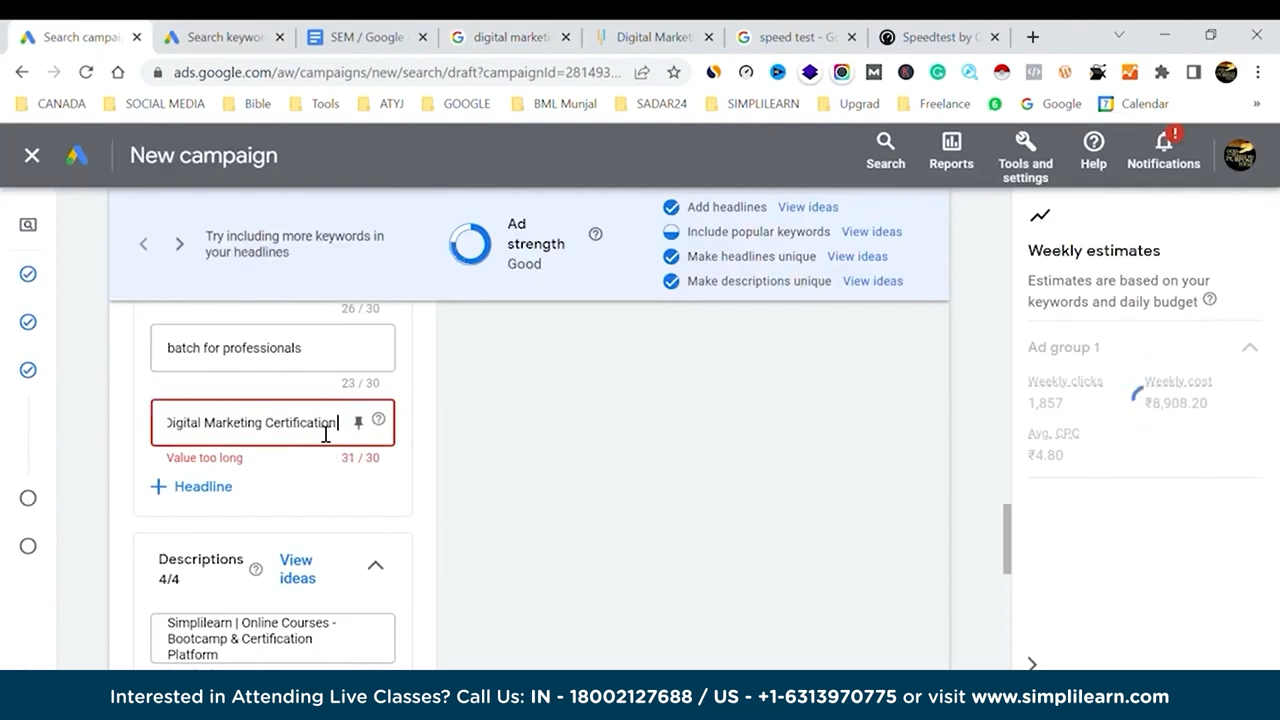 Search campai
Search keywor
SEM / Google
digital marketi
Digital Market
speed test - Go
Speedtest by O
ads.google.com/aw/campaigns/new/search/draft?campaignId=281493...
CANADA
SOCIAL MEDIA
Bible
Tools
ATYJ
GOOGLE
BML Munjal
SADAR24
SIMPLILEARN
Upgrad
Freelance
Google
Calendar
New campaign
Search
Reports
Tools and
settings
Help
Notifications
Try including more keywords in
your headlines
Ad
strength
Good
Add headlines View ideas
Include popular keywords View ideas
Make headlines unique View ideas
Make descriptions unique View ideas
26 / 30
batch for professionals
23 / 30
Digital Marketing Certification
Value too long 31 / 30
+ Headline
Descriptions
4/4
View
ideas
Simplilearn | Online Courses -
Bootcamp & Certification
Platform
Weekly estimates
Estimates are based on your
keywords and daily budget
Ad group 1
Weekly clicks
1,857
Weekly cost
₹8,908.20
Avg. CPC
₹4.80
Interested in Attending Live Classes? Call Us: IN - 18002127688 / US - +1-6313970775 or visit www.simplilearn.com